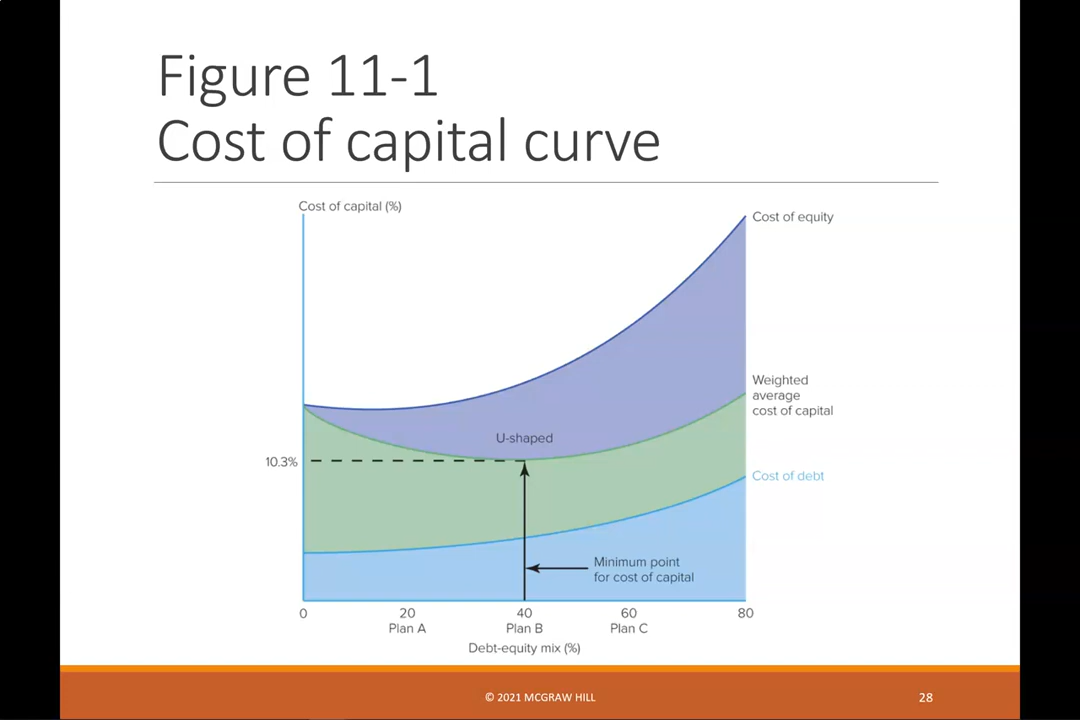 Figure 11-1
Cost of capital curve
Cost of capital (%)
Cost of equity
Weighted
average
cost of capital
U-shaped
10.3%
Cost of debt
Minimum point
for cost of capital
0 20 40 60 80
Plan A Plan B Plan C
Debt-equity mix (%)
© 2021 MCGRAW HILL 28